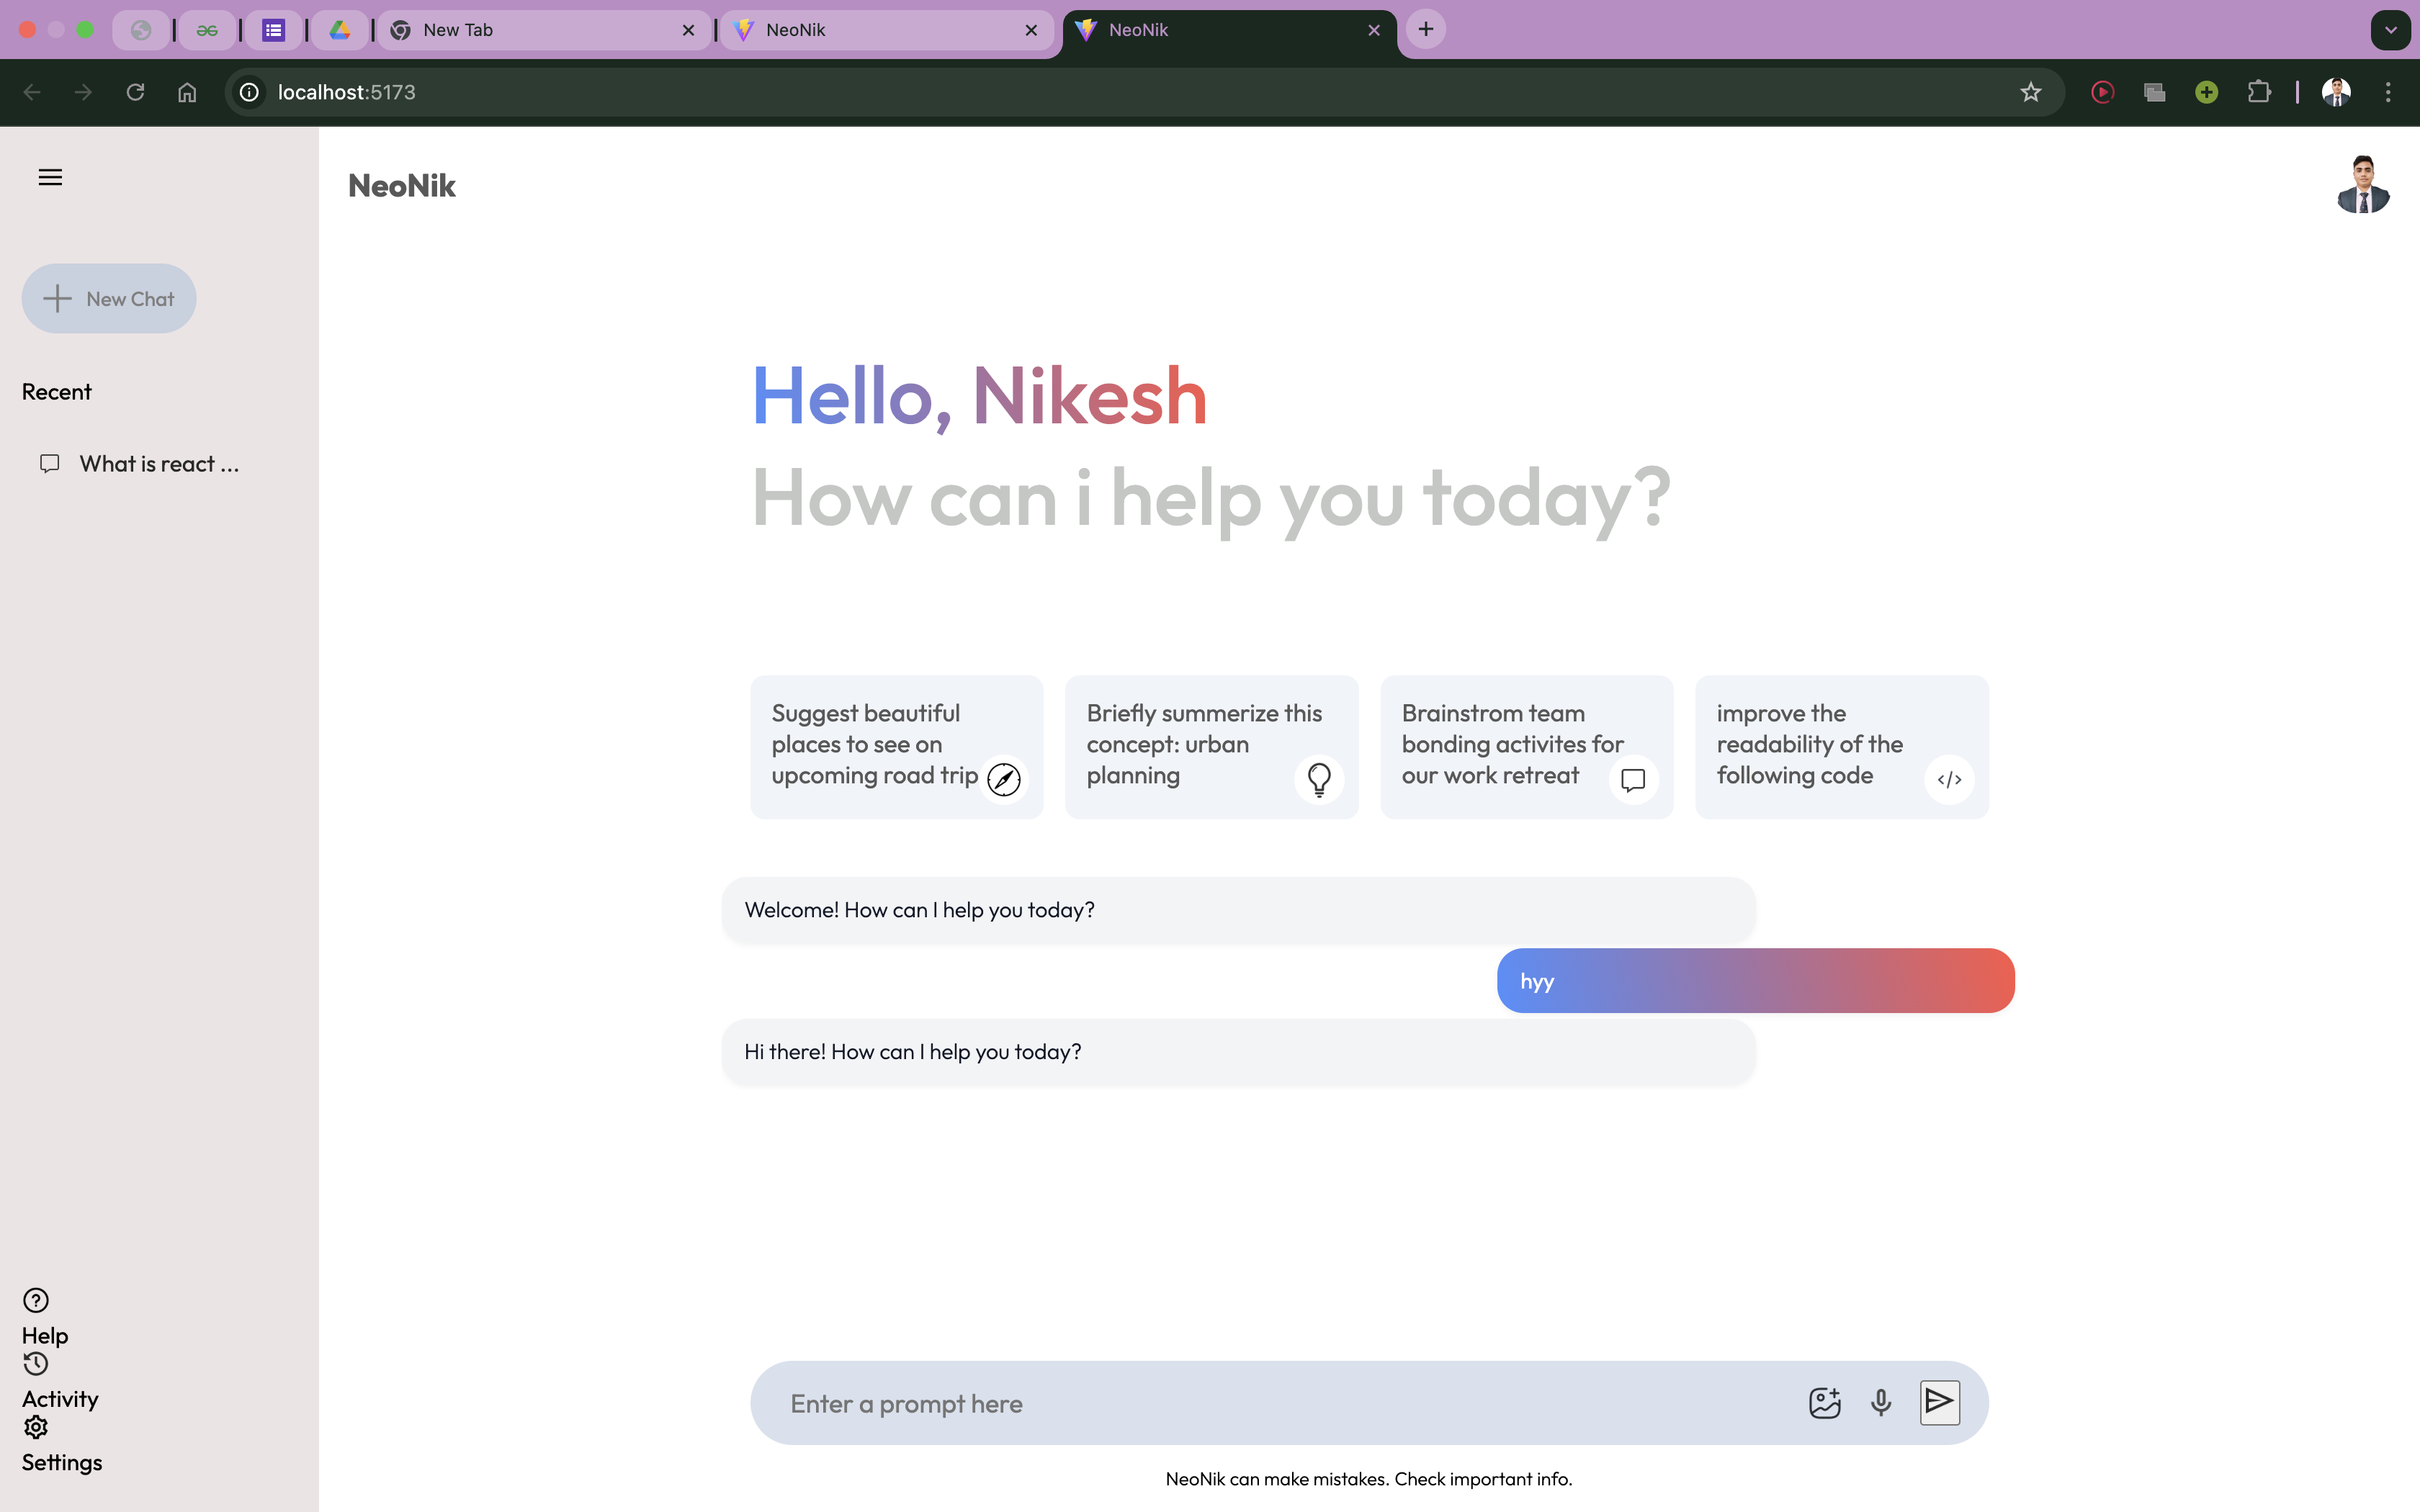 New Tab
NeoNik
NeoNik
localhost:5173
NeoNik
New Chat
Recent
What is react ...
Hello, Nikesh
How can i help you today?
Suggest beautiful
places to see on
upcoming road trip
Briefly summerize this
concept: urban
planning
Brainstrom team
bonding activites for
our work retreat
improve the
readability of the
following code
Welcome! How can I help you today?
hyy
Hi there! How can I help you today?
Help
Activity
Settings
Enter a prompt here
NeoNik can make mistakes. Check important info.